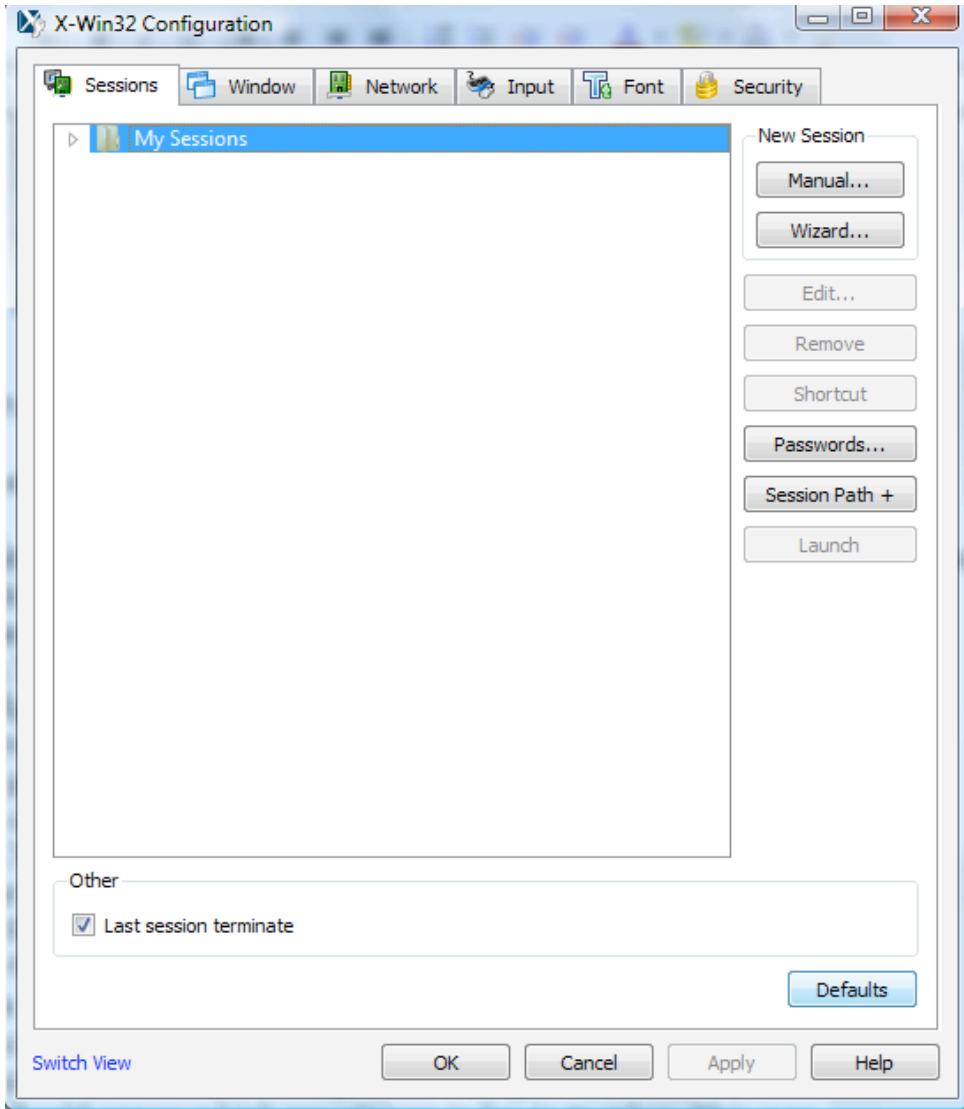 X-Win32 Configuration
Sessions Window Network Input Font Security
My Sessions
New Session
Manual...
Wizard...
Edit...
Remove
Shortcut
Passwords...
Session Path +
Launch
Other
Last session terminate
Defaults
Switch View OK Cancel Apply Help